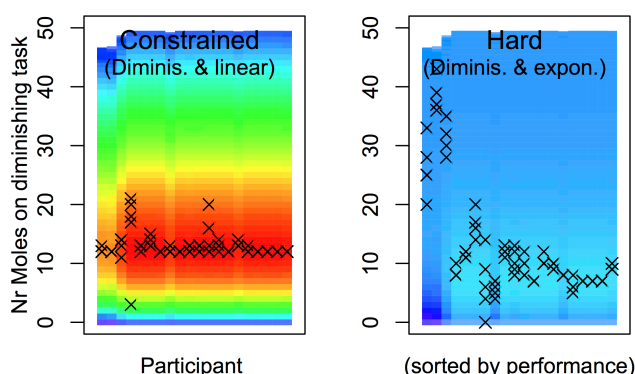 Constrained
(Diminis. & linear)
Nr Moles on diminishing task
50
40
30
20
10
0
Participant
Hard
(Diminis. & expon.)
50
40
30
20
10
0
(sorted by performance)